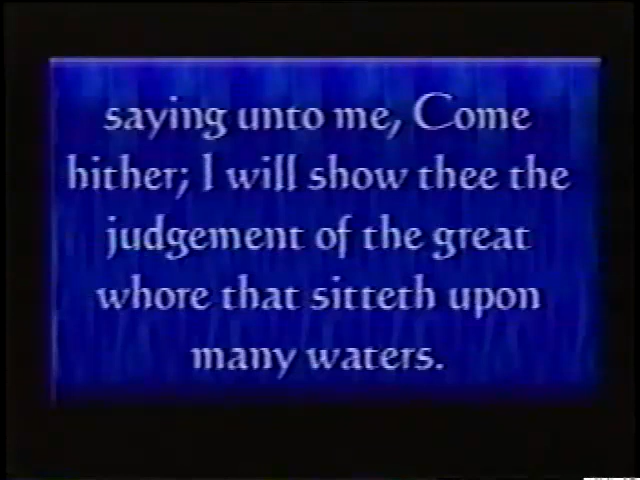 saying unto me, Come
hither; I will show thee the
judgement of the great
whore that sitteth upon
many waters.